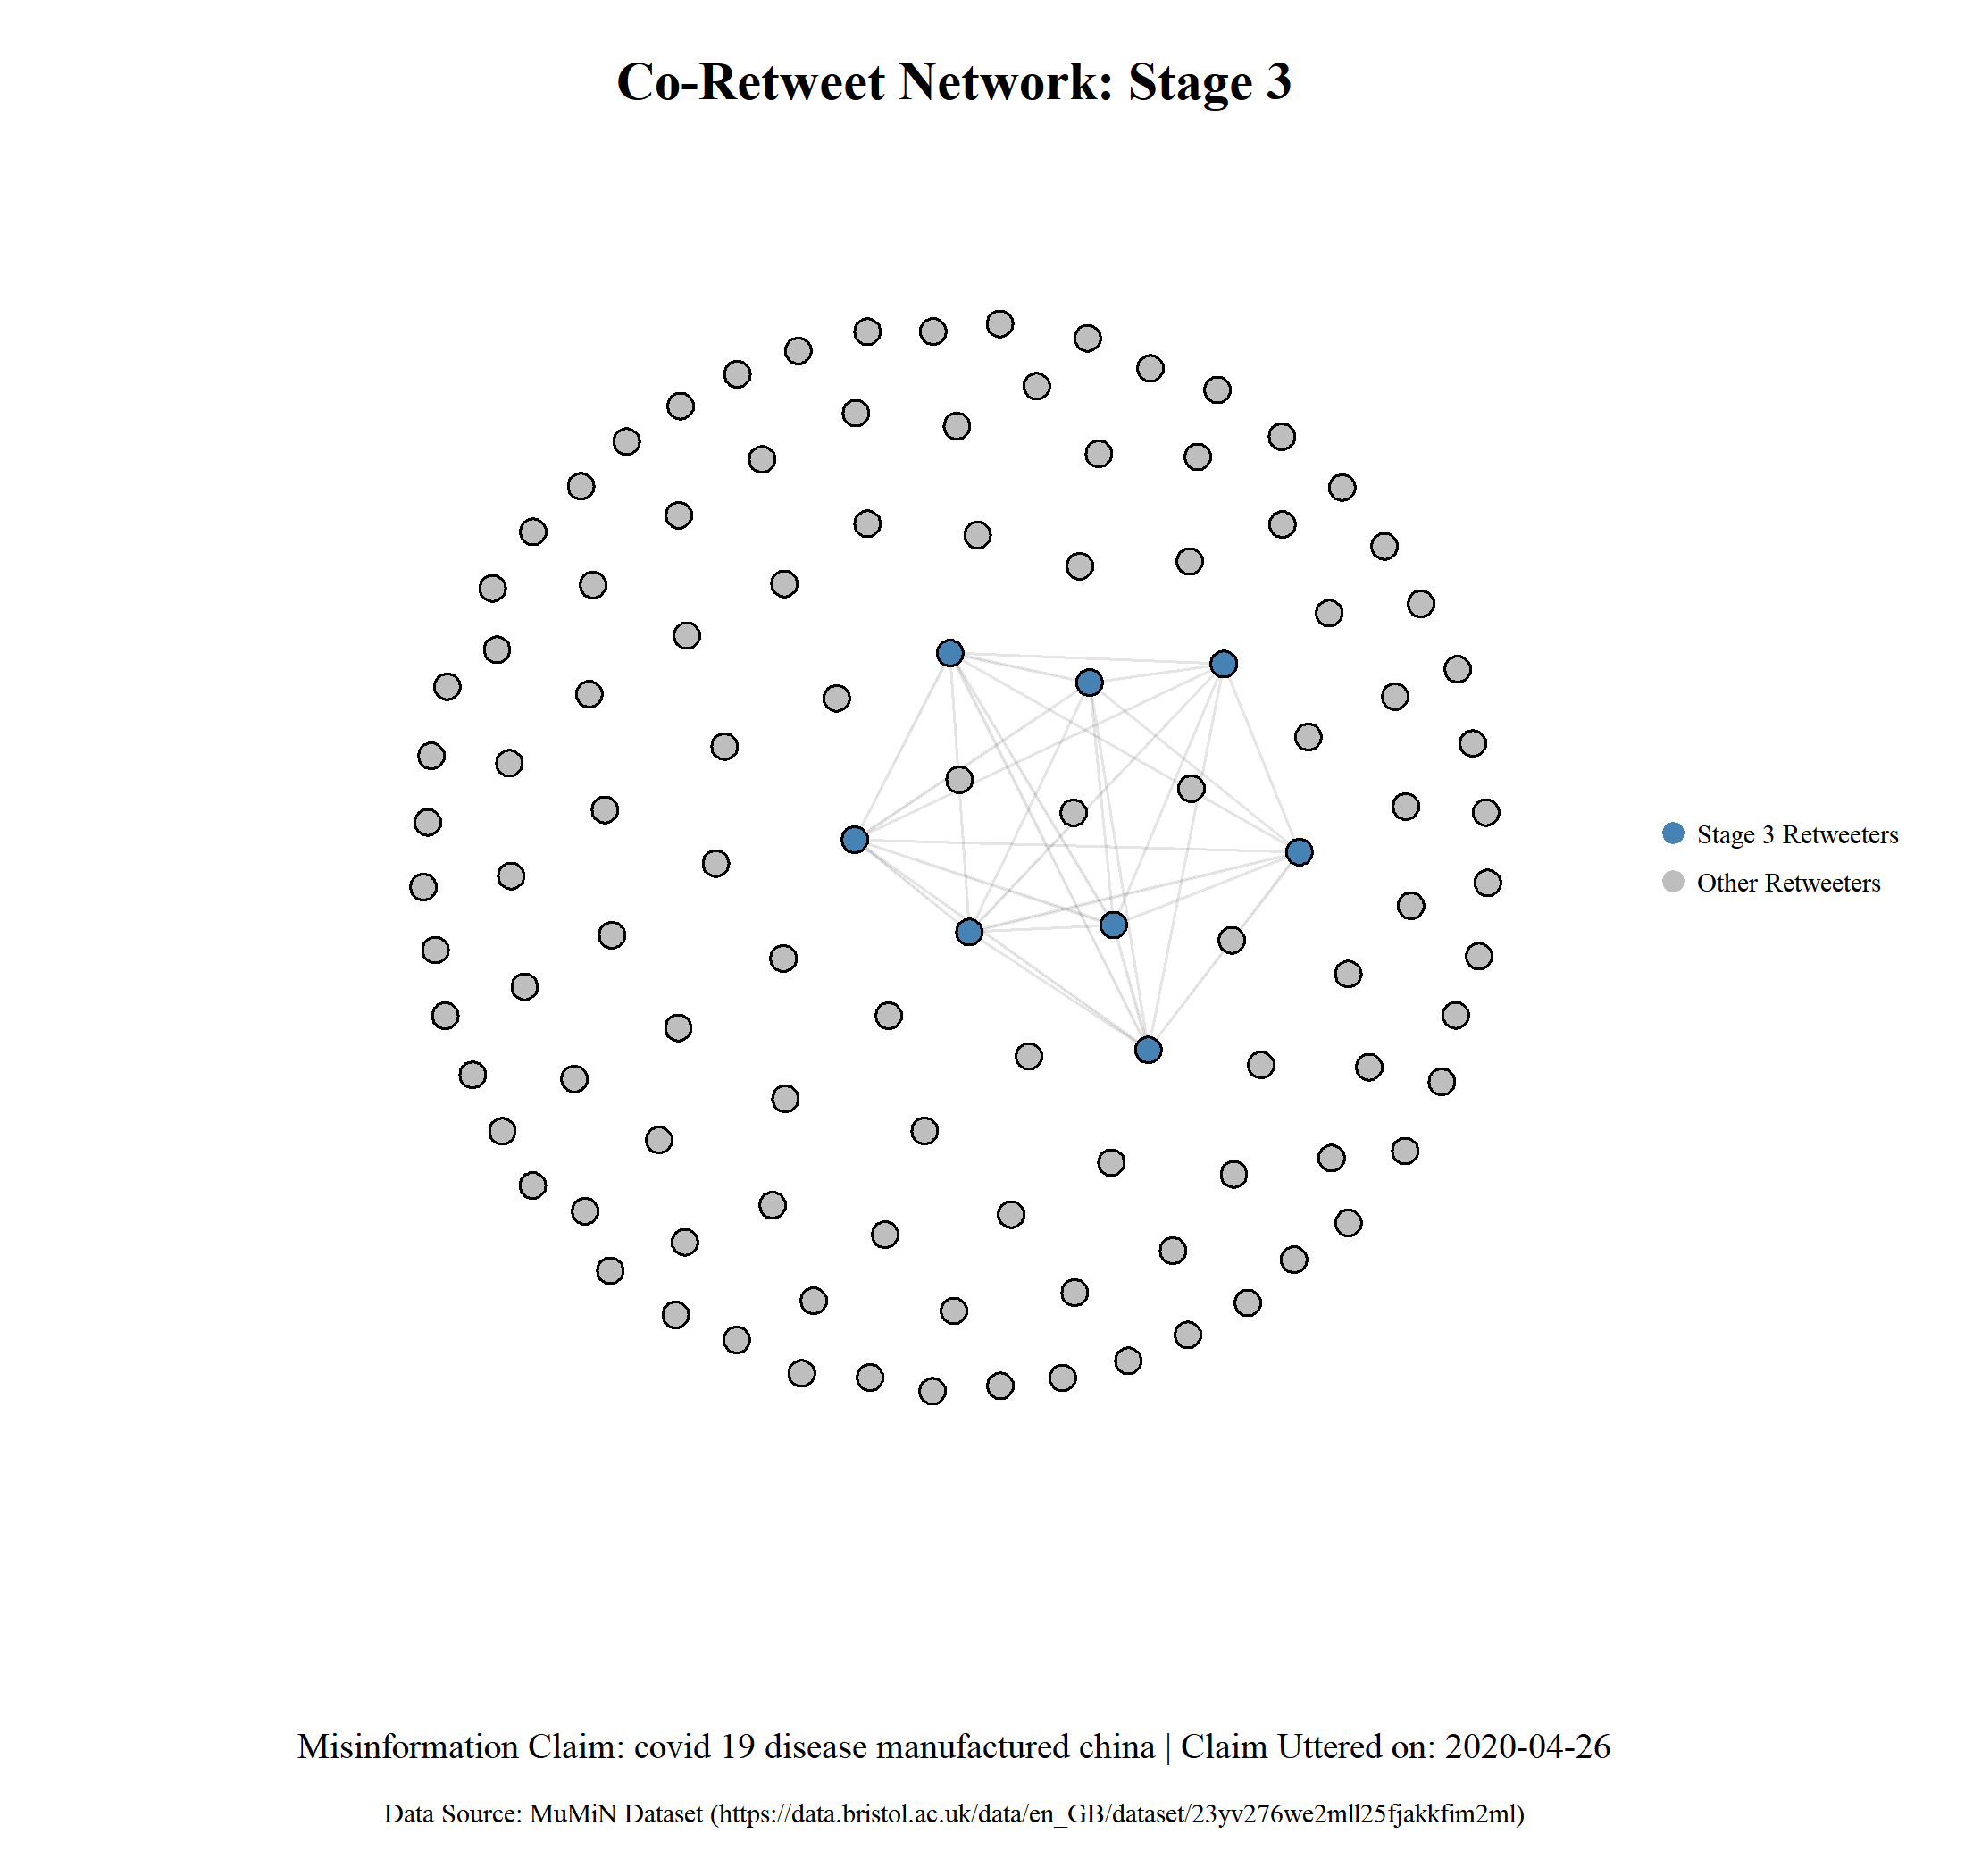 Co-Retweet Network: Stage 3
Stage 3 Retweeters
Other Retweeters
Misinformation Claim: covid 19 disease manufactured china | Claim Uttered on: 2020-04-26
Data Source: MuMiN Dataset (https://data.bristol.ac.uk/data/en_GB/dataset/23yv276we2mll25fjakkfim2ml)